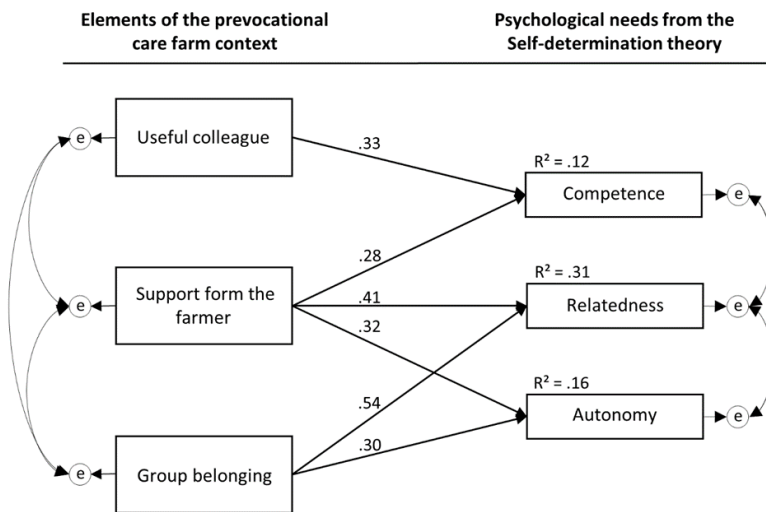 Elements of the prevocational
care farm context
Psychological needs from the
Self-determination theory
e
Useful colleague
.33
R² = .12
Competence
e
.28
e
Support form the
farmer
.41
.32
R² = .31
Relatedness
e
R² = .16
Autonomy
e
.54
.30
e
Group belonging